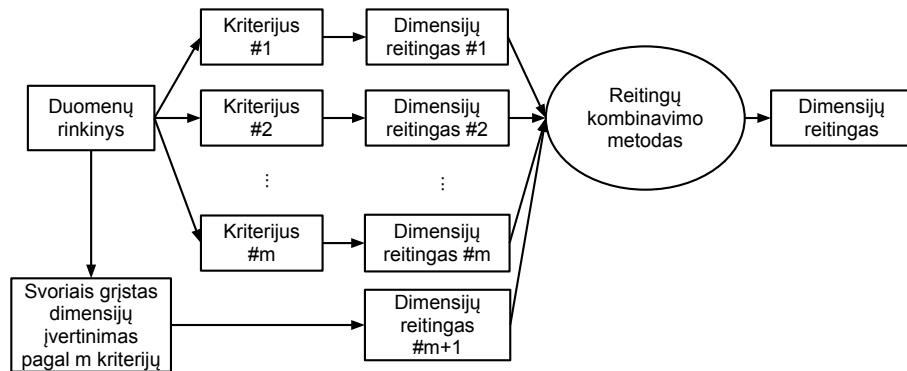 Kriterijus
#1
Dimensijų
reitingas #1
Duomenų
rinkinys
Kriterijus
#2
Dimensijų
reitingas #2
Reitingų
kombinavimo
metodas
Dimensijų
reitingas
...
...
Kriterijus
#m
Dimensijų
reitingas #m
Svoriais grįstas
dimensijų
įvertinimas
pagal m kriterijų
Dimensijų
reitingas
#m+1